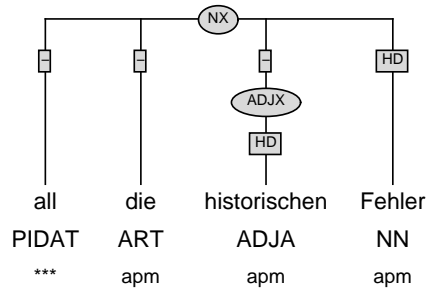 NX
– – – HD
ADJX
HD
all die historischen Fehler
PIDAT ART ADJA NN
*** apm apm apm